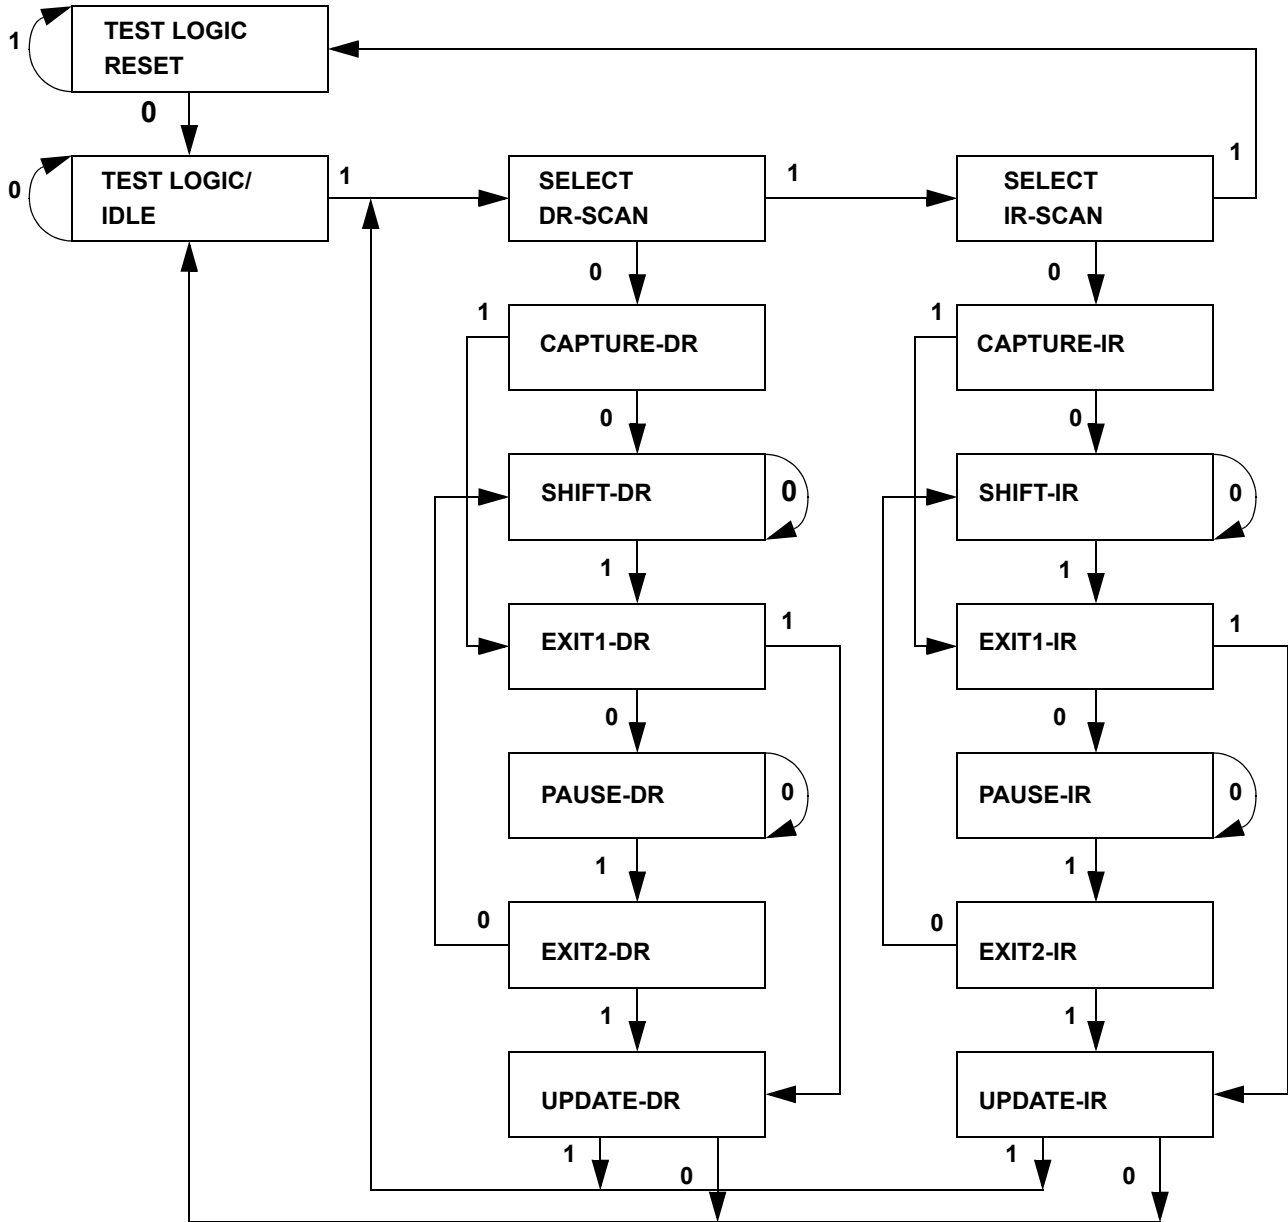 TEST LOGIC
RESET
1
0
TEST LOGIC/
IDLE
0
1
SELECT
DR-SCAN
1
SELECT
IR-SCAN
1
0
0
1
CAPTURE-DR
1
CAPTURE-IR
0
0
SHIFT-DR
0
SHIFT-IR
0
1
1
EXIT1-DR
1
EXIT1-IR
1
0
0
PAUSE-DR
0
PAUSE-IR
0
1
1
0
EXIT2-DR
0
EXIT2-IR
1
1
UPDATE-DR
UPDATE-IR
1
0
1
0